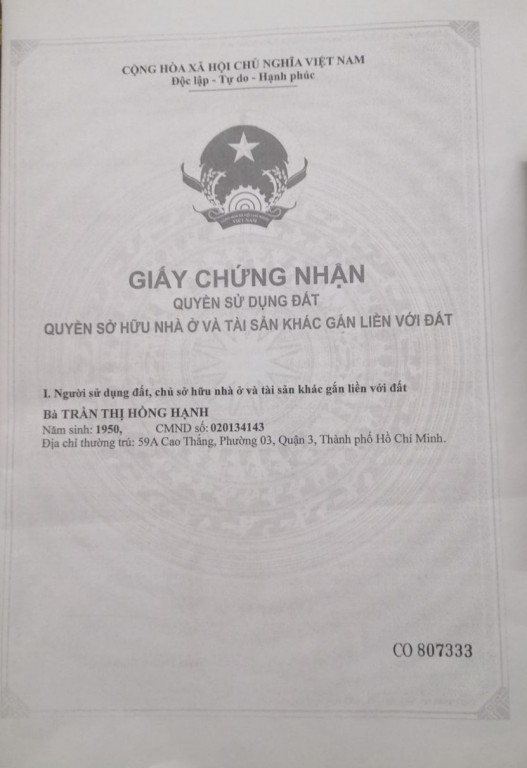 CỘNG HÒA XÃ HỘI CHỦ NGHĨA VIỆT NAM
Độc lập - Tự do - Hạnh phúc
GIẤY CHỨNG NHẬN
QUYỀN SỬ DỤNG ĐẤT
QUYỀN SỞ HỮU NHÀ Ở VÀ TÀI SẢN KHÁC GẮN LIỀN VỚI ĐẤT
I. Người sử dụng đất, chủ sở hữu nhà ở và tài sản khác gắn liền với đất
Bà TRẦN THỊ HỒNG HẠNH
Năm sinh: 1950, CMND số: 020134143
Địa chỉ thường trú: 59A Cao Thắng, Phường 03, Quận 3, Thành phố Hồ Chí Minh.
CO 807333